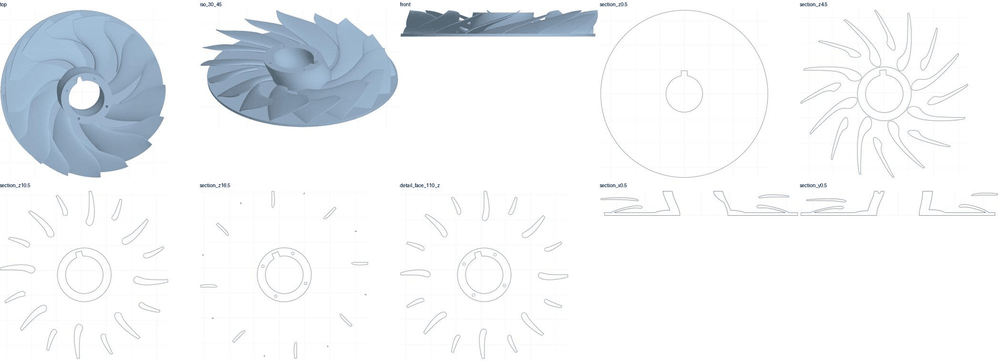 top
iso_30_45
front
section_z0.5
section_z4.5
section_z10.5
section_z16.5
detail_face_110_z
section_x0.5
section_y0.5